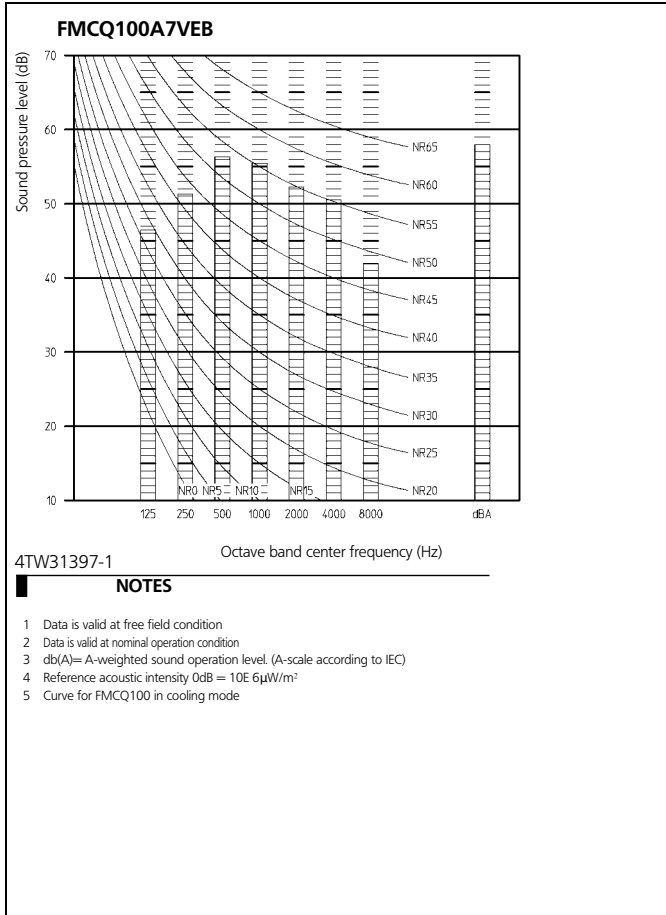 FMCQ100A7VEB
Sound pressure level (dB)
70
60
50
40
30
20
10
NR65
NR60
NR55
NR50
NR45
NR40
NR35
NR30
NR25
NR20
NR0 NR5 NR10 NR15
125 250 500 1000 2000 4000 8000 dBA
Octave band center frequency (Hz)
4TW31397-1
NOTES
1 Data is valid at free field condition
2 Data is valid at nominal operation condition
3 db(A)= A-weighted sound operation level. (A-scale according to IEC)
4 Reference acoustic intensity 0dB = 10E 6µW/m²
5 Curve for FMCQ100 in cooling mode